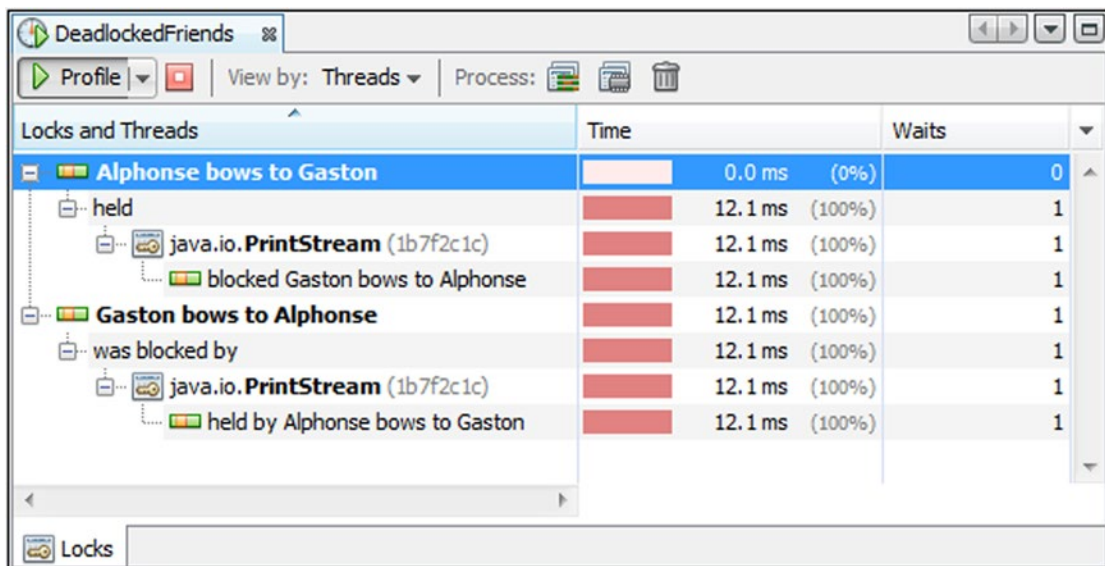 DeadlockedFriends
Profile View by: Threads Process:
Locks and Threads Time Waits
Alphonse bows to Gaston 0.0 ms (0%) 0
held 12.1 ms (100%) 1
java.io.PrintStream (1b7f2c1c) 12.1 ms (100%) 1
blocked Gaston bows to Alphonse 12.1 ms (100%) 1
Gaston bows to Alphonse 12.1 ms (100%) 1
was blocked by 12.1 ms (100%) 1
java.io.PrintStream (1b7f2c1c) 12.1 ms (100%) 1
held by Alphonse bows to Gaston 12.1 ms (100%) 1
Locks